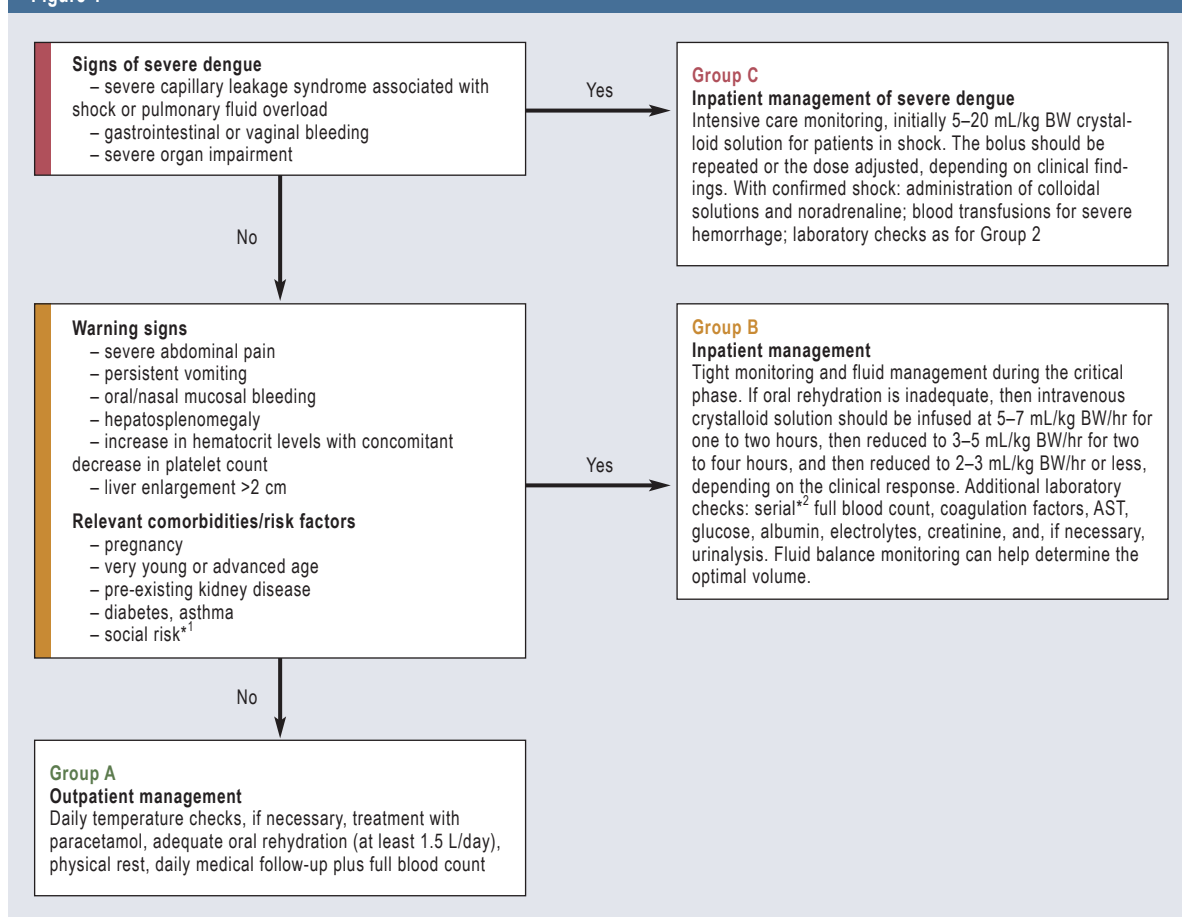 Signs of severe dengue
– severe capillary leakage syndrome associated with
shock or pulmonary fluid overload
– gastrointestinal or vaginal bleeding
– severe organ impairment
Yes
Group C
Inpatient management of severe dengue
Intensive care monitoring, initially 5–20 mL/kg BW crystal-
loid solution for patients in shock. The bolus should be
repeated or the dose adjusted, depending on clinical find-
ings. With confirmed shock: administration of colloidal
solutions and noradrenaline; blood transfusions for severe
hemorrhage; laboratory checks as for Group 2
No
Warning signs
– severe abdominal pain
– persistent vomiting
– oral/nasal mucosal bleeding
– hepatosplenomegaly
– increase in hematocrit levels with concomitant
decrease in platelet count
– liver enlargement >2 cm
Relevant comorbidities/risk factors
– pregnancy
– very young or advanced age
– pre-existing kidney disease
– diabetes, asthma
– social risk*1
Yes
Group B
Inpatient management
Tight monitoring and fluid management during the critical
phase. If oral rehydration is inadequate, then intravenous
crystalloid solution should be infused at 5–7 mL/kg BW/hr for
one to two hours, then reduced to 3–5 mL/kg BW/hr for two
to four hours, and then reduced to 2–3 mL/kg BW/hr or less,
depending on the clinical response. Additional laboratory
checks: serial*2 full blood count, coagulation factors, AST,
glucose, albumin, electrolytes, creatinine, and, if necessary,
urinalysis. Fluid balance monitoring can help determine the
optimal volume.
No
Group A
Outpatient management
Daily temperature checks, if necessary, treatment with
paracetamol, adequate oral rehydration (at least 1.5 L/day),
physical rest, daily medical follow-up plus full blood count